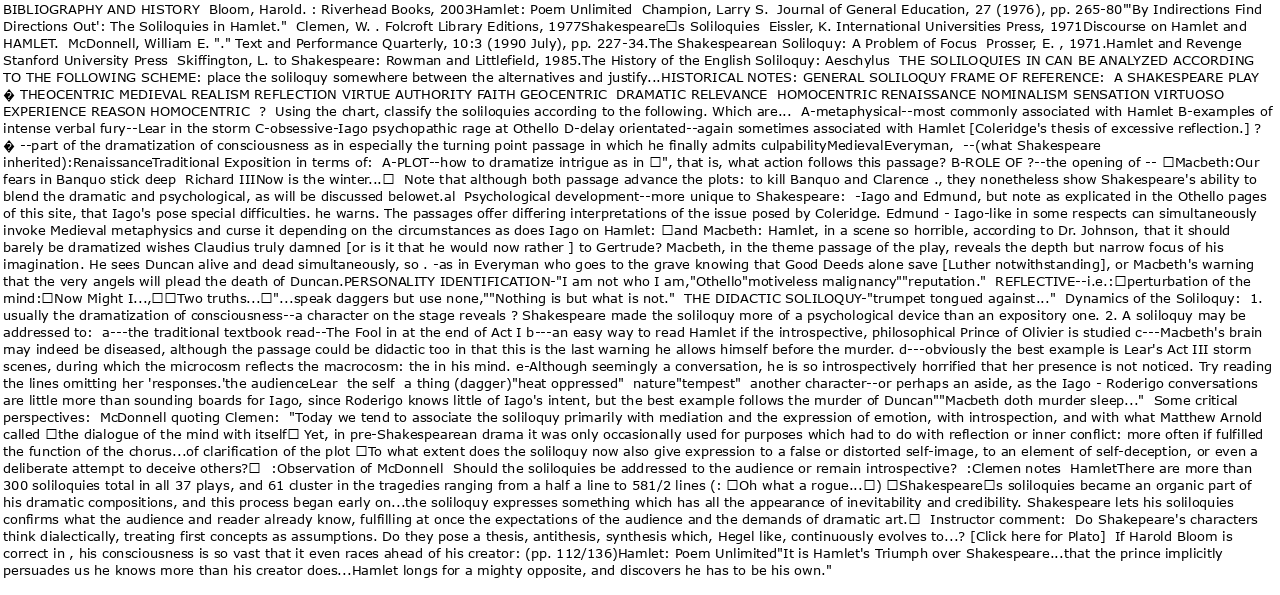 BIBLIOGRAPHY AND HISTORY  Bloom, Harold. : Riverhead Books, 2003Hamlet: Poem Unlimited  Champion, Larry S.  Journal of General Education, 27 (1976), pp. 265-80"'By Indirections Find
Directions Out': The Soliloquies in Hamlet."  Clemen, W. . Folcroft Library Editions, 1977Shakespeare□s Soliloquies  Eissler, K. International Universities Press, 1971Discourse on Hamlet and
HAMLET.  McDonnell, William E. "." Text and Performance Quarterly, 10:3 (1990 July), pp. 227-34.The Shakespearean Soliloquy: A Problem of Focus  Prosser, E. , 1971.Hamlet and Revenge
Stanford University Press  Skiffington, L. to Shakespeare: Rowman and Littlefield, 1985.The History of the English Soliloquy: Aeschylus  THE SOLILOQUIES IN CAN BE ANALYZED ACCORDING
TO THE FOLLOWING SCHEME: place the soliloquy somewhere between the alternatives and justify...HISTORICAL NOTES: GENERAL SOLILOQUY FRAME OF REFERENCE:  A SHAKESPEARE PLAY
� THEOCENTRIC MEDIEVAL REALISM REFLECTION VIRTUE AUTHORITY FAITH GEOCENTRIC  DRAMATIC RELEVANCE  HOMOCENTRIC RENAISSANCE NOMINALISM SENSATION VIRTUOSO
EXPERIENCE REASON HOMOCENTRIC  ?  Using the chart, classify the soliloquies according to the following. Which are...  A-metaphysical--most commonly associated with Hamlet B-examples of
intense verbal fury--Lear in the storm C-obsessive-Iago psychopathic rage at Othello D-delay orientated--again sometimes associated with Hamlet [Coleridge's thesis of excessive reflection.] ?
� --part of the dramatization of consciousness as in especially the turning point passage in which he finally admits culpabilityMedievalEveryman,  --(what Shakespeare
inherited):RenaissanceTraditional Exposition in terms of:  A-PLOT--how to dramatize intrigue as in □", that is, what action follows this passage? B-ROLE OF ?--the opening of -- □Macbeth:Our
fears in Banquo stick deep  Richard IIINow is the winter...□  Note that although both passage advance the plots: to kill Banquo and Clarence ., they nonetheless show Shakespeare's ability to
blend the dramatic and psychological, as will be discussed belowet.al  Psychological development--more unique to Shakespeare:  -Iago and Edmund, but note as explicated in the Othello pages
of this site, that Iago's pose special difficulties. he warns. The passages offer differing interpretations of the issue posed by Coleridge. Edmund - Iago-like in some respects can simultaneously
invoke Medieval metaphysics and curse it depending on the circumstances as does Iago on Hamlet: □and Macbeth: Hamlet, in a scene so horrible, according to Dr. Johnson, that it should
barely be dramatized wishes Claudius truly damned [or is it that he would now rather ] to Gertrude? Macbeth, in the theme passage of the play, reveals the depth but narrow focus of his
imagination. He sees Duncan alive and dead simultaneously, so . -as in Everyman who goes to the grave knowing that Good Deeds alone save [Luther notwithstanding], or Macbeth's warning
that the very angels will plead the death of Duncan.PERSONALITY IDENTIFICATION-"I am not who I am,"Othello"motiveless malignancy""reputation."  REFLECTIVE--i.e.:□perturbation of the
mind:□Now Might I...,□□Two truths...□"...speak daggers but use none,""Nothing is but what is not."  THE DIDACTIC SOLILOQUY-"trumpet tongued against..."  Dynamics of the Soliloquy:  1.
usually the dramatization of consciousness--a character on the stage reveals ? Shakespeare made the soliloquy more of a psychological device than an expository one. 2. A soliloquy may be
addressed to:  a---the traditional textbook read--The Fool in at the end of Act I b---an easy way to read Hamlet if the introspective, philosophical Prince of Olivier is studied c---Macbeth's brain
may indeed be diseased, although the passage could be didactic too in that this is the last warning he allows himself before the murder. d---obviously the best example is Lear's Act III storm
scenes, during which the microcosm reflects the macrocosm: the in his mind. e-Although seemingly a conversation, he is so introspectively horrified that her presence is not noticed. Try reading
the lines omitting her 'responses.'the audienceLear  the self  a thing (dagger)"heat oppressed"  nature"tempest"  another character--or perhaps an aside, as the Iago - Roderigo conversations
are little more than sounding boards for Iago, since Roderigo knows little of Iago's intent, but the best example follows the murder of Duncan""Macbeth doth murder sleep..."  Some critical
perspectives:  McDonnell quoting Clemen:  "Today we tend to associate the soliloquy primarily with mediation and the expression of emotion, with introspection, and with what Matthew Arnold
called □the dialogue of the mind with itself□ Yet, in pre-Shakespearean drama it was only occasionally used for purposes which had to do with reflection or inner conflict: more often if fulfilled
the function of the chorus...of clarification of the plot □To what extent does the soliloquy now also give expression to a false or distorted self-image, to an element of self-deception, or even a
deliberate attempt to deceive others?□  :Observation of McDonnell  Should the soliloquies be addressed to the audience or remain introspective?  :Clemen notes  HamletThere are more than
300 soliloquies total in all 37 plays, and 61 cluster in the tragedies ranging from a half a line to 581/2 lines (: □Oh what a rogue...□) □Shakespeare□s soliloquies became an organic part of
his dramatic compositions, and this process began early on...the soliloquy expresses something which has all the appearance of inevitability and credibility. Shakespeare lets his soliloquies
confirms what the audience and reader already know, fulfilling at once the expectations of the audience and the demands of dramatic art.□  Instructor comment:  Do Shakepeare's characters
think dialectically, treating first concepts as assumptions. Do they pose a thesis, antithesis, synthesis which, Hegel like, continuously evolves to...? [Click here for Plato]  If Harold Bloom is
correct in , his consciousness is so vast that it even races ahead of his creator: (pp. 112/136)Hamlet: Poem Unlimited"It is Hamlet's Triumph over Shakespeare...that the prince implicitly
persuades us he knows more than his creator does...Hamlet longs for a mighty opposite, and discovers he has to be his own."